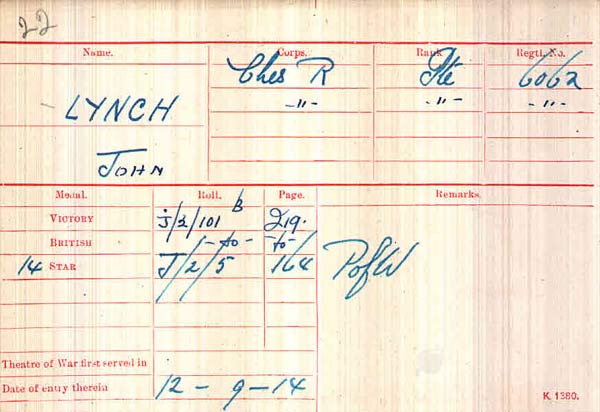 22
Name. Corps. Rank Regtl. No.
Ches R Pte 6062
LYNCH -"- -"- -"-
JOHN
Medal. Roll. Page. Remarks.
VICTORY J/2/101 B 219.
BRITISH -do- -do-
14 STAR J/2/5 164 P of W
Theatre of War first served in
Date of entry therein 12 - 9 - 14
K. 1380.